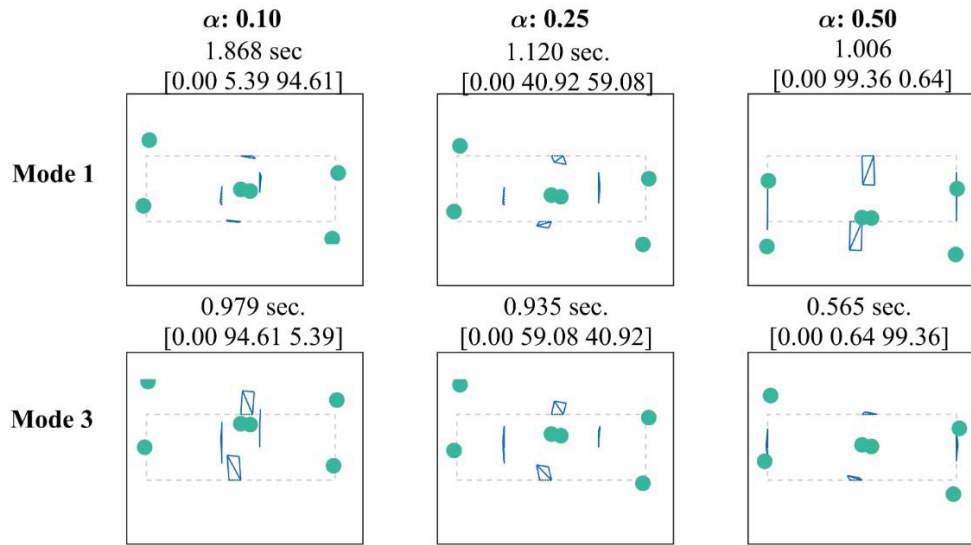 α: 0.10 α: 0.25 α: 0.50
1.868 sec 1.120 sec. 1.006
[0.00 5.39 94.61] [0.00 40.92 59.08] [0.00 99.36 0.64]
Mode 1
0.979 sec. 0.935 sec. 0.565 sec.
[0.00 94.61 5.39] [0.00 59.08 40.92] [0.00 0.64 99.36]
Mode 3